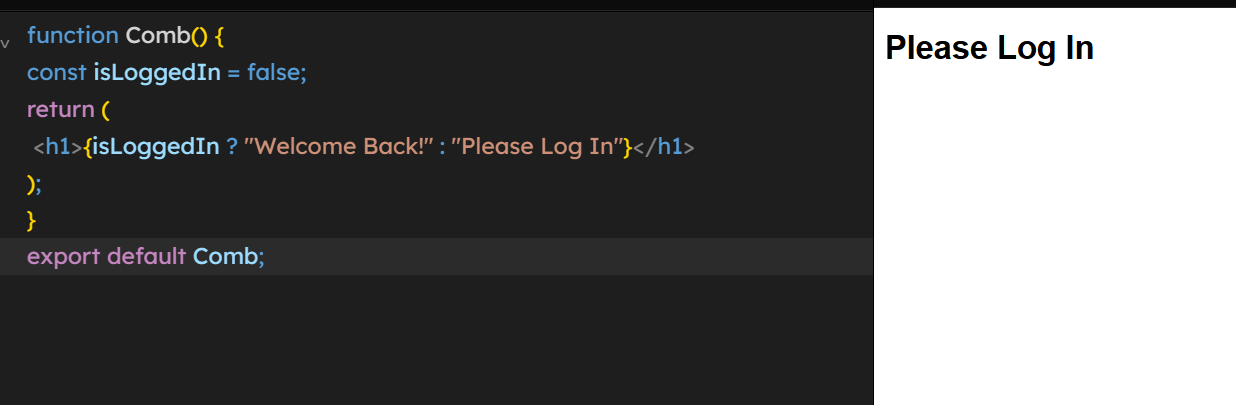 function Comb() {
const isLoggedIn = false;
return (
<h1>{isLoggedIn ? "Welcome Back!" : "Please Log In"}</h1>
);
}
export default Comb;
Please Log In